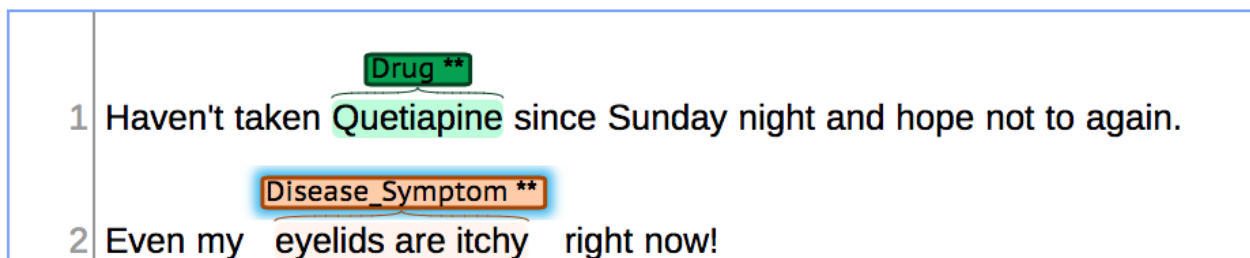 Drug **
1 Haven't taken Quetiapine since Sunday night and hope not to again.
Disease_Symptom **
2 Even my eyelids are itchy right now!